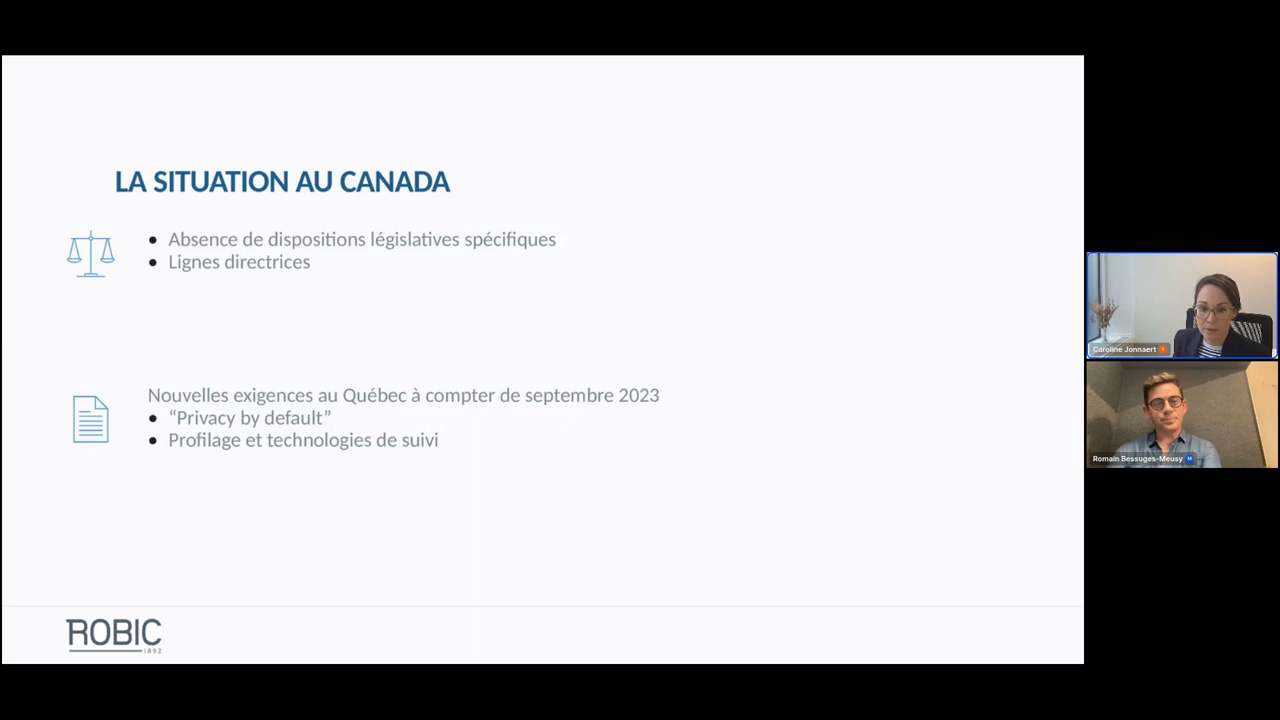 LA SITUATION AU CANADA
Absence de dispositions législatives spécifiques
Lignes directrices
Nouvelles exigences au Québec à compter de septembre 2023
“Privacy by default”
Profilage et technologies de suivi
ROBIC
1892
Caroline Jonnaert
Romain Bessuges-Meusy